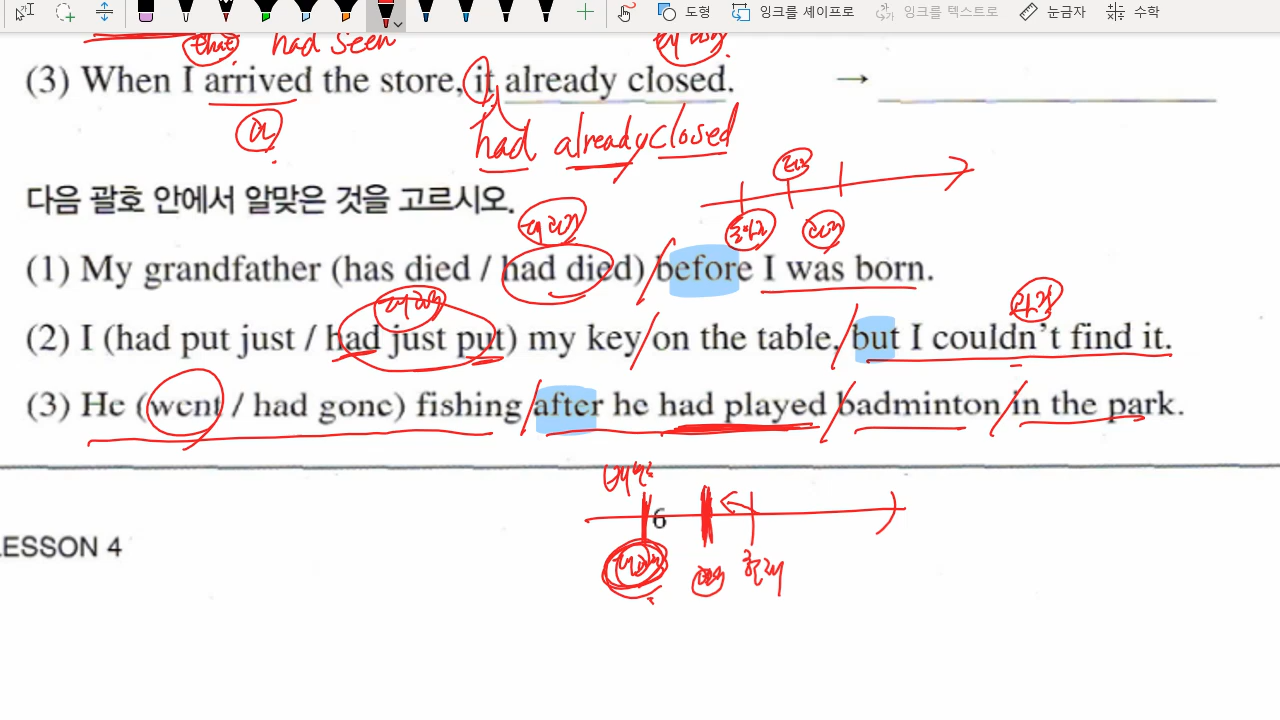 도형 잉크를 셰이프로 잉크를 텍스트로 눈금자 수학
that had seen
(3) When I arrived the store, it already closed. →
had already closed
다음 괄호 안에서 알맞은 것을 고르시오.
(1) My grandfather (has died / had died) before I was born.
(2) I (had put just / had just put) my key on the table, but I couldn't find it.
(3) He (went / had gone) fishing after he had played badminton in the park.
6
현재
LESSON 4